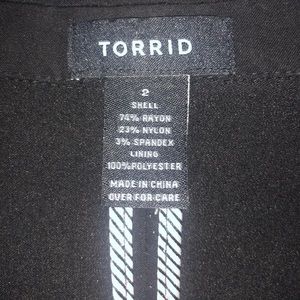 TORRID
2
SHELL
74% RAYON
23% NYLON
3% SPANDEX
LINING
100%POLYESTER
MADE IN CHINA
OVER FOR CARE